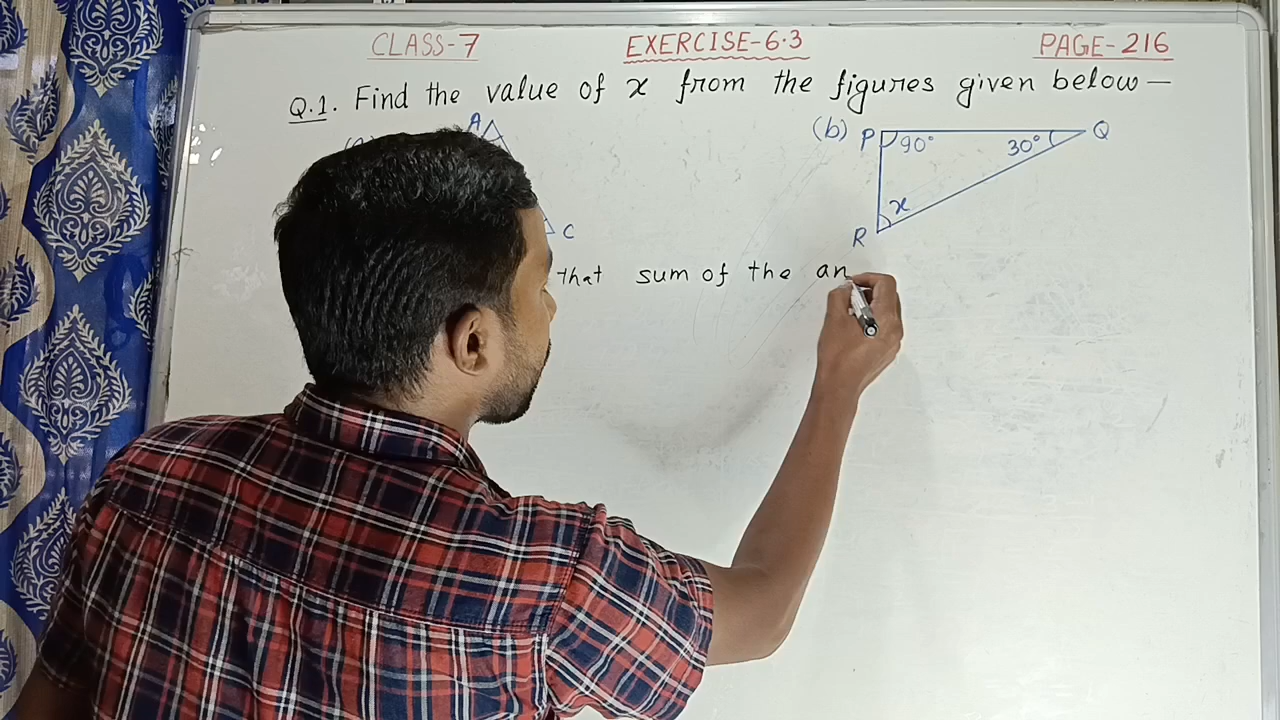 CLASS-7 EXERCISE-6.3 PAGE-216
Q.1. Find the value of x from the figures given below—
(a) A (b) P 90° 30° Q
x
C R
that sum of the an